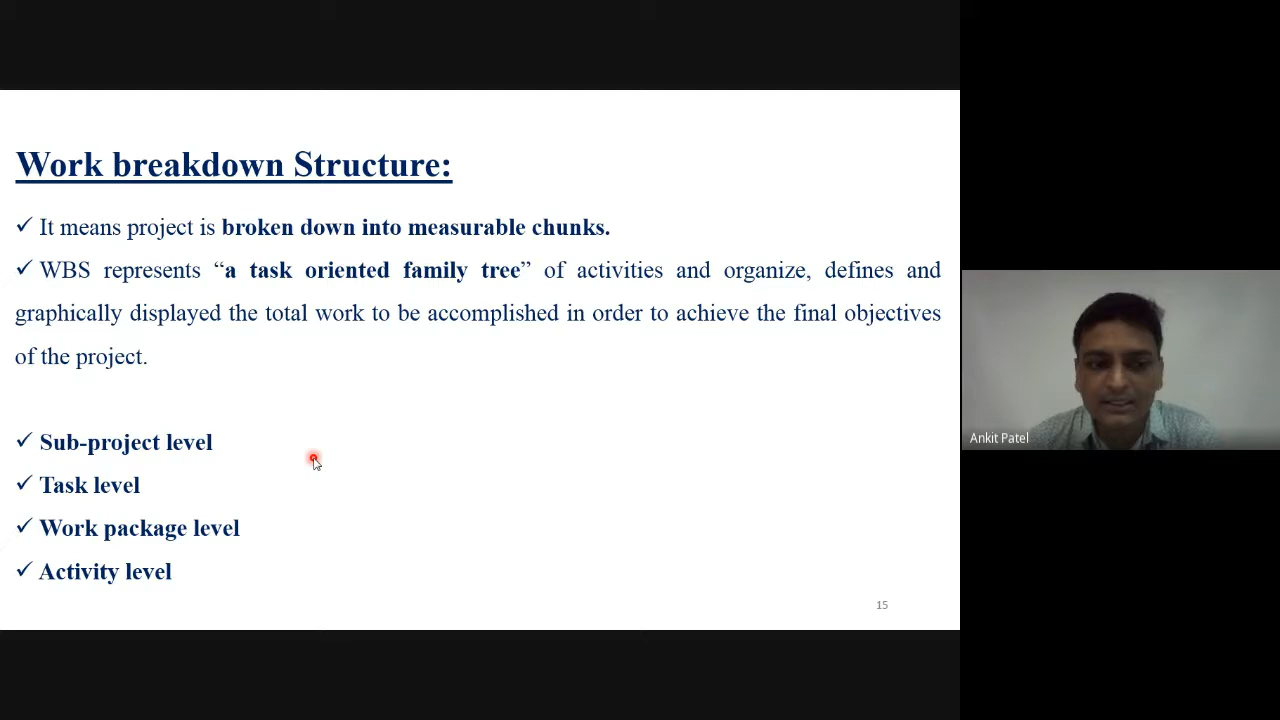 Work breakdown Structure:
✓ It means project is broken down into measurable chunks.
✓ WBS represents “a task oriented family tree” of activities and organize, defines and
graphically displayed the total work to be accomplished in order to achieve the final objectives
of the project.
✓ Sub-project level
✓ Task level
✓ Work package level
✓ Activity level
15
Ankit Patel